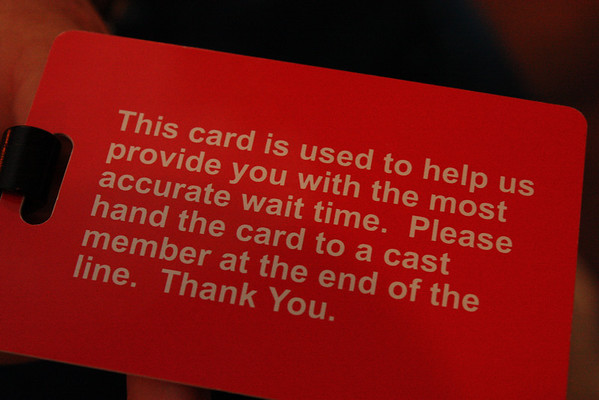 This card is used to help us
provide you with the most
accurate wait time.  Please
hand the card to a cast
member at the end of the
line.  Thank You.